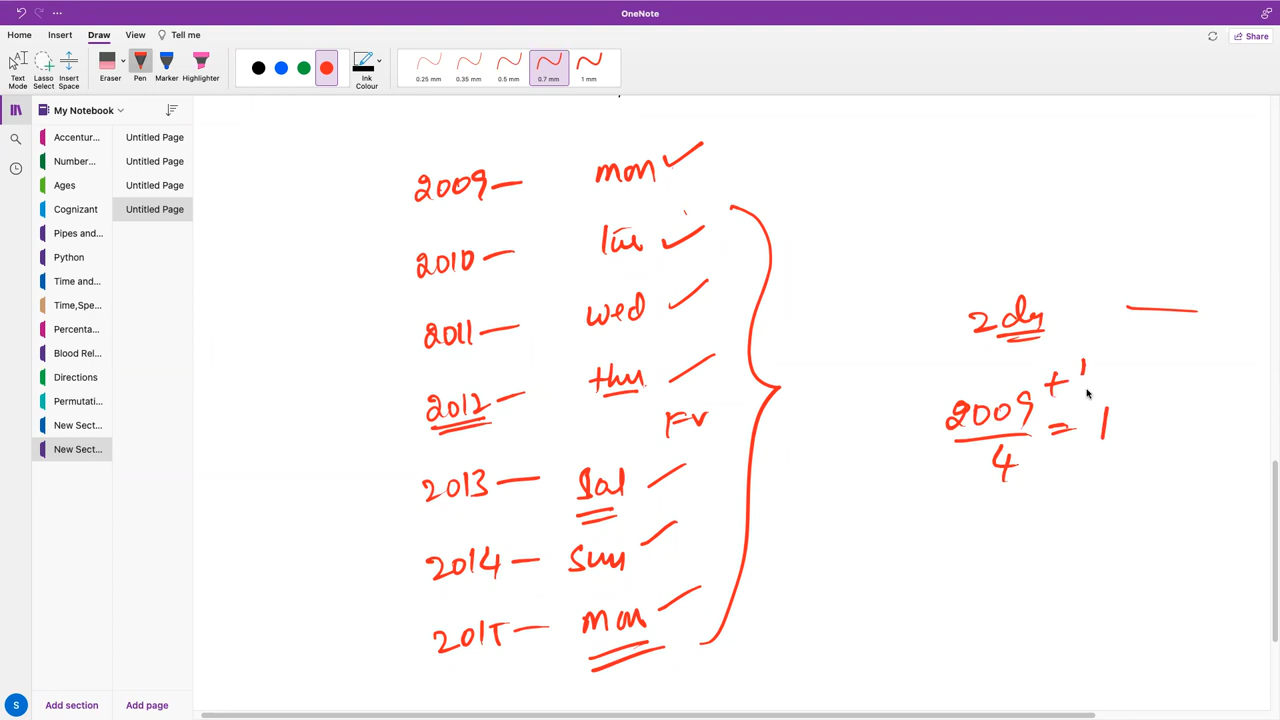 OneNote
Home Insert Draw View Tell me
Share
Text Mode
Lasso Select
Insert Space
Eraser
Pen
Marker
Highlighter
Ink Colour
0.25 mm
0.35 mm
0.5 mm
0.7 mm
1 mm
My Notebook
Accentur...
Number...
Ages
Cognizant
Pipes and...
Python
Time and...
Time,Spe...
Percenta...
Blood Rel...
Directions
Permutati...
New Sect...
New Sect...
Untitled Page
Untitled Page
Untitled Page
Untitled Page
S
Add section
Add page
2009 — mon ✓
2010 — tue ✓
2011 — wed ✓
2012 — thu
Fri
2013 — Sat
2014 — Sun
2015 — mon
2 dy
2009 + 1
4 = 1